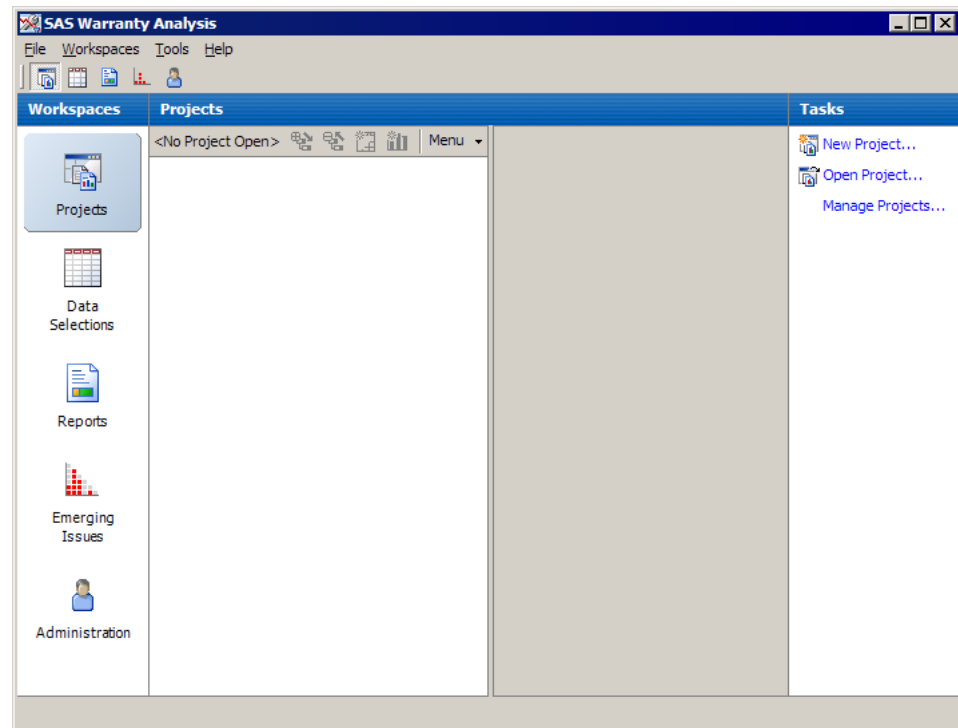 SAS Warranty Analysis
File Workspaces Tools Help
Workspaces
Projects
Tasks
<No Project Open>
Menu
New Project...
Open Project...
Manage Projects...
Projects
Data
Selections
Reports
Emerging
Issues
Administration